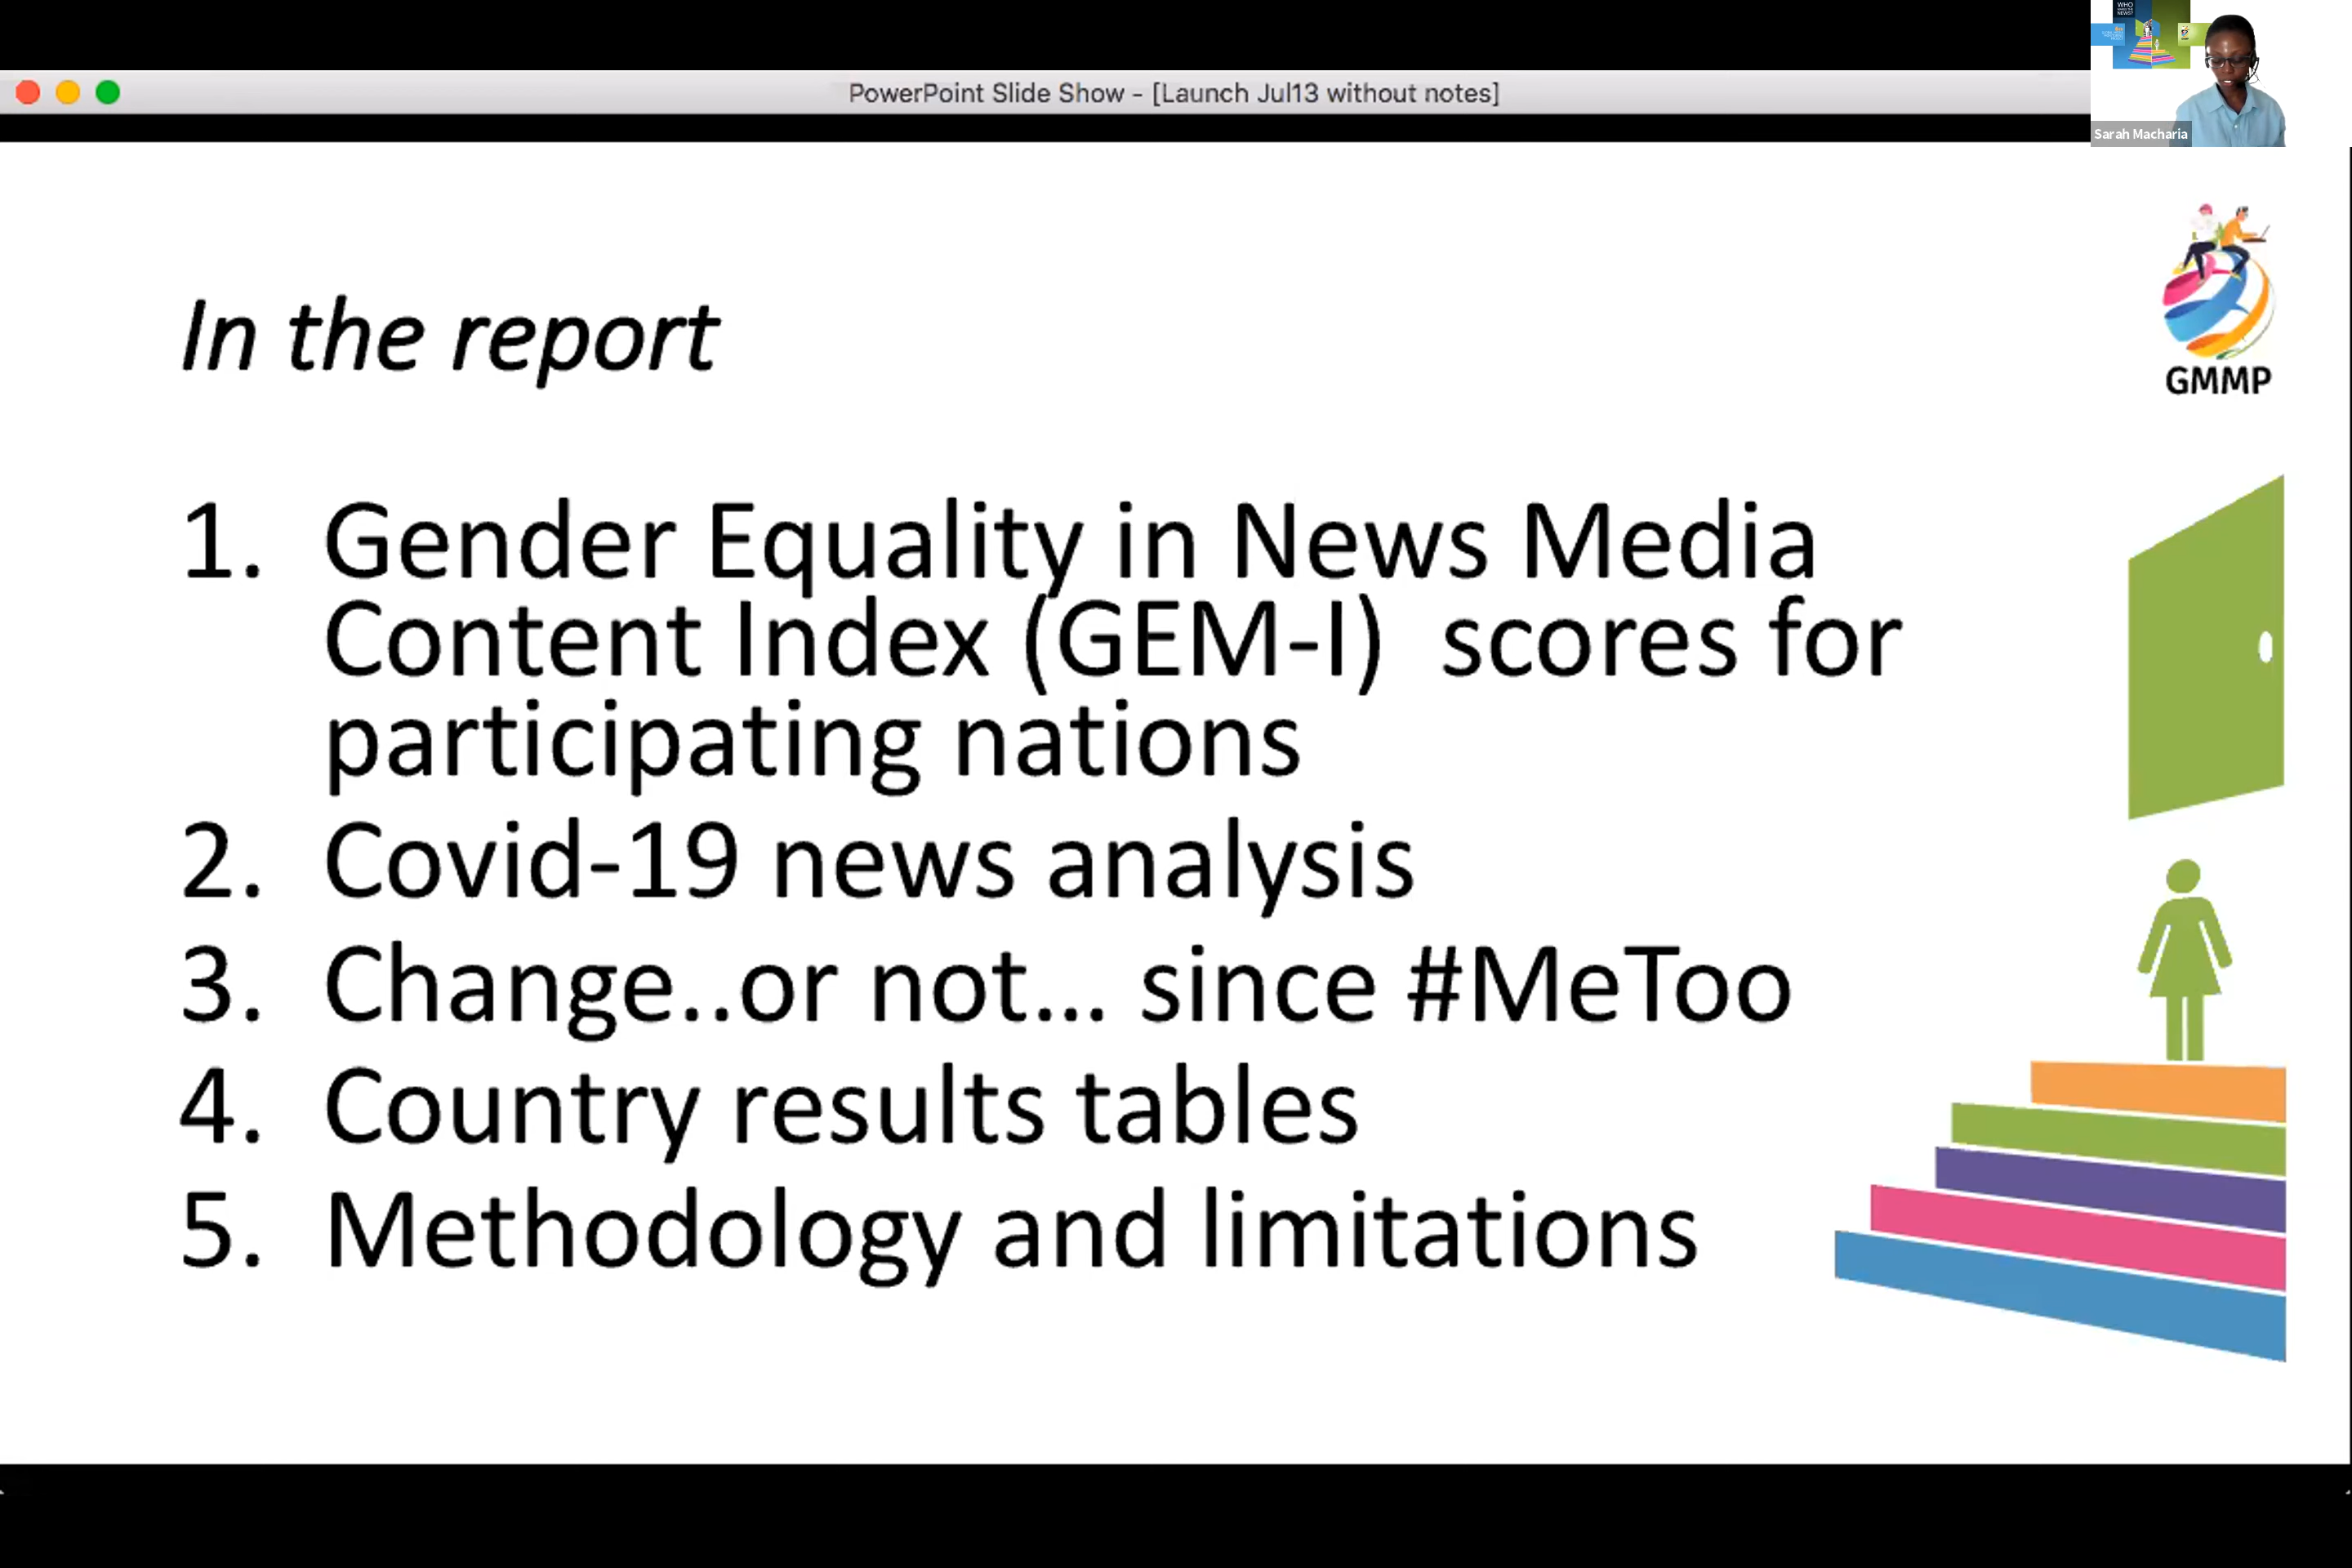 PowerPoint Slide Show - [Launch Jul13 without notes]
WHO
Sarah Macharia
GMMP
In the report
1. Gender Equality in News Media
Content Index (GEM-I) scores for
participating nations
2. Covid-19 news analysis
3. Change..or not... since #MeToo
4. Country results tables
5. Methodology and limitations